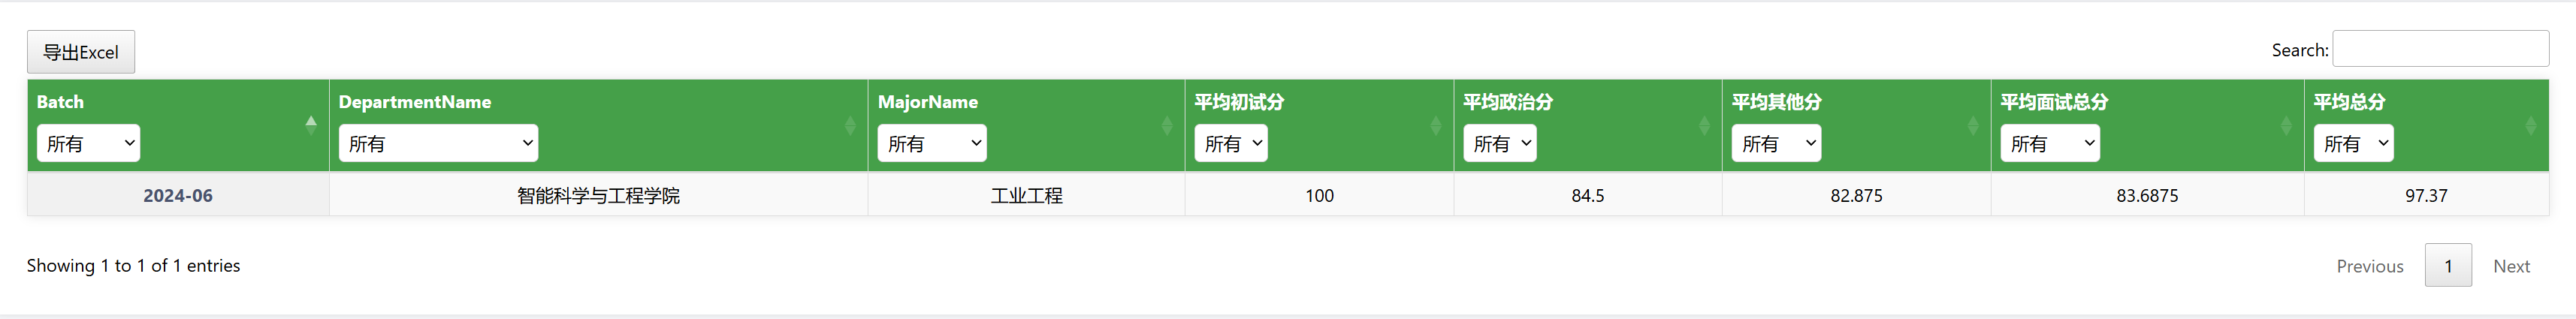 导出Excel Search:
Batch DepartmentName MajorName 平均初试分 平均政治分 平均其他分 平均面试总分 平均总分
所有 所有 所有 所有 所有 所有 所有 所有
2024-06 智能科学与工程学院 工业工程 100 84.5 82.875 83.6875 97.37
Showing 1 to 1 of 1 entries Previous 1 Next